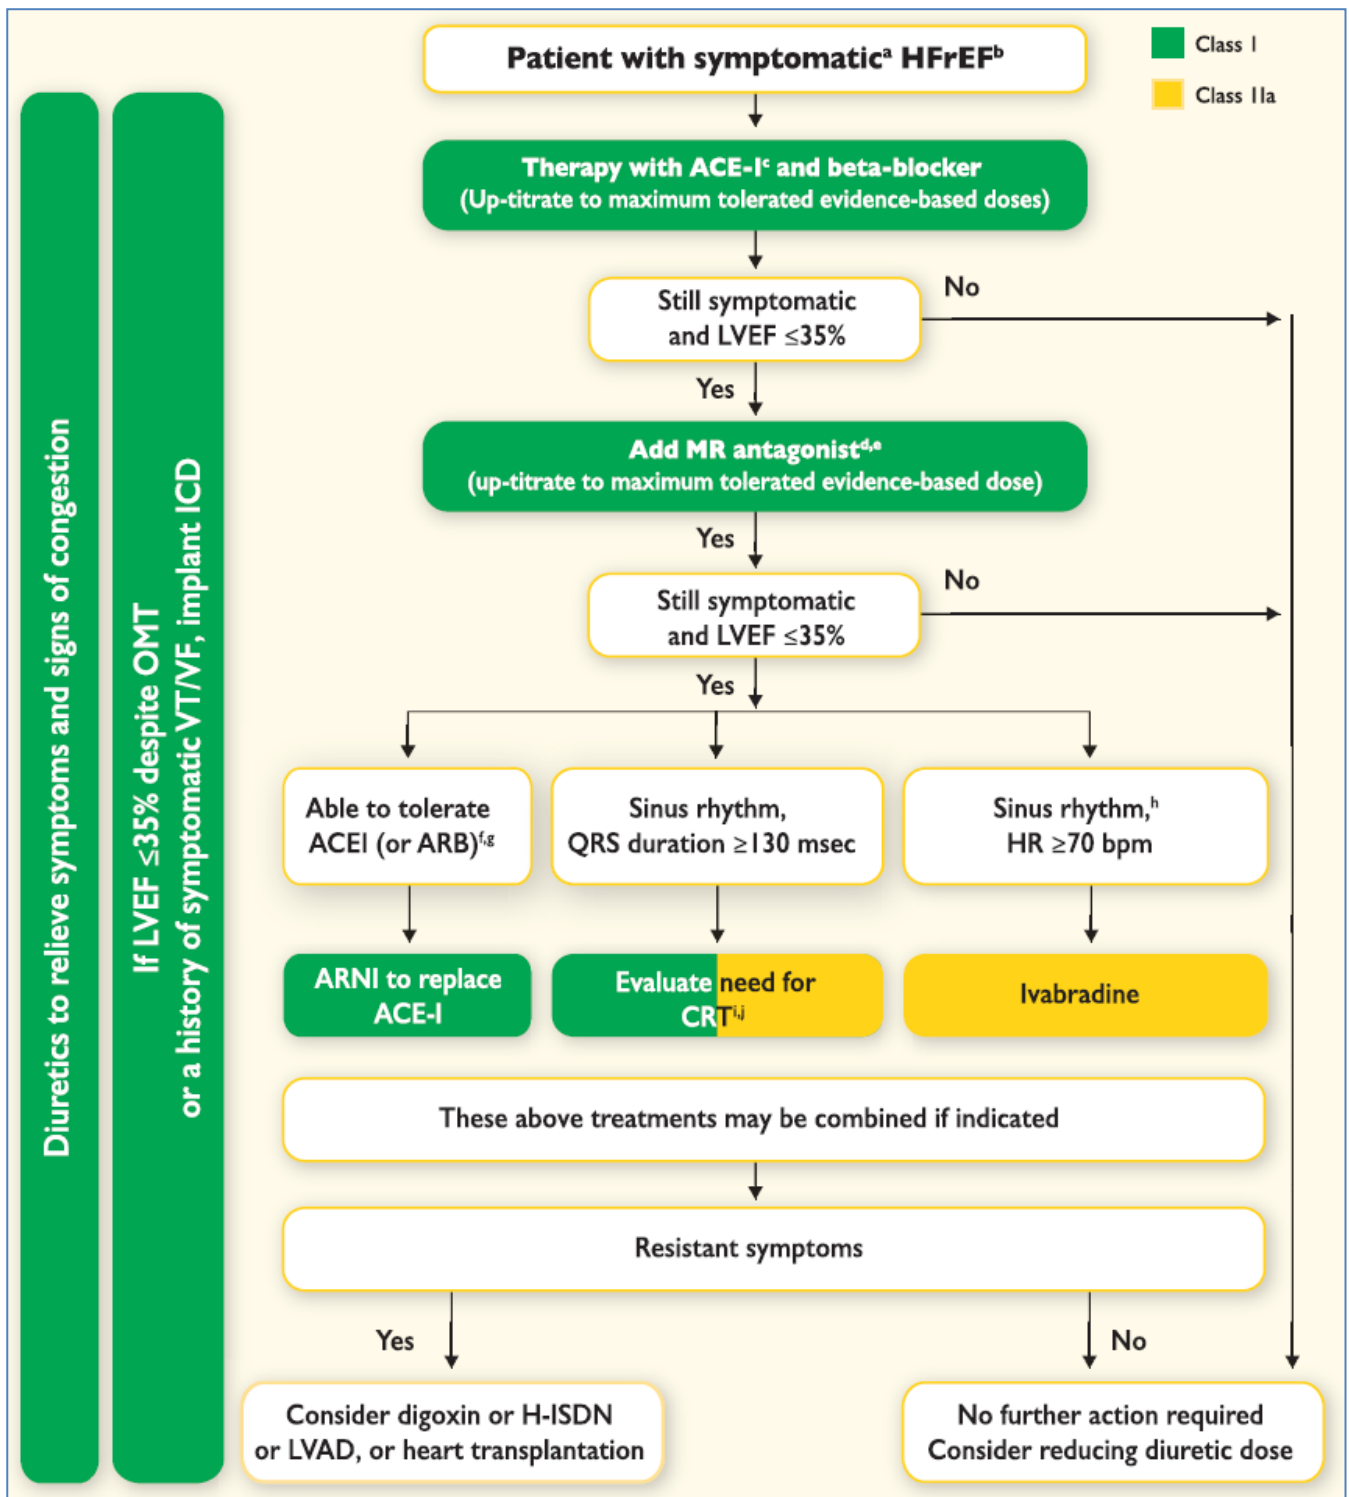 Patient with symptomaticᵃ HFrEFᵇ
Class I
Class IIa
Therapy with ACE-Iᶜ and beta-blocker
(Up-titrate to maximum tolerated evidence-based doses)
Still symptomatic
and LVEF ≤35%
No
Yes
Add MR antagonistᵈ,ᵉ
(up-titrate to maximum tolerated evidence-based dose)
Yes
Still symptomatic
and LVEF ≤35%
No
Yes
Able to tolerate
ACEI (or ARB)ᶠ,ᵍ
Sinus rhythm,
QRS duration ≥130 msec
Sinus rhythm,ʰ
HR ≥70 bpm
ARNI to replace
ACE-I
Evaluate need for
CRTⁱ,ʲ
Ivabradine
These above treatments may be combined if indicated
Resistant symptoms
Yes
No
Consider digoxin or H-ISDN
or LVAD, or heart transplantation
No further action required
Consider reducing diuretic dose
Diuretics to relieve symptoms and signs of congestion
If LVEF ≤35% despite OMT
or a history of symptomatic VT/VF, implant ICD